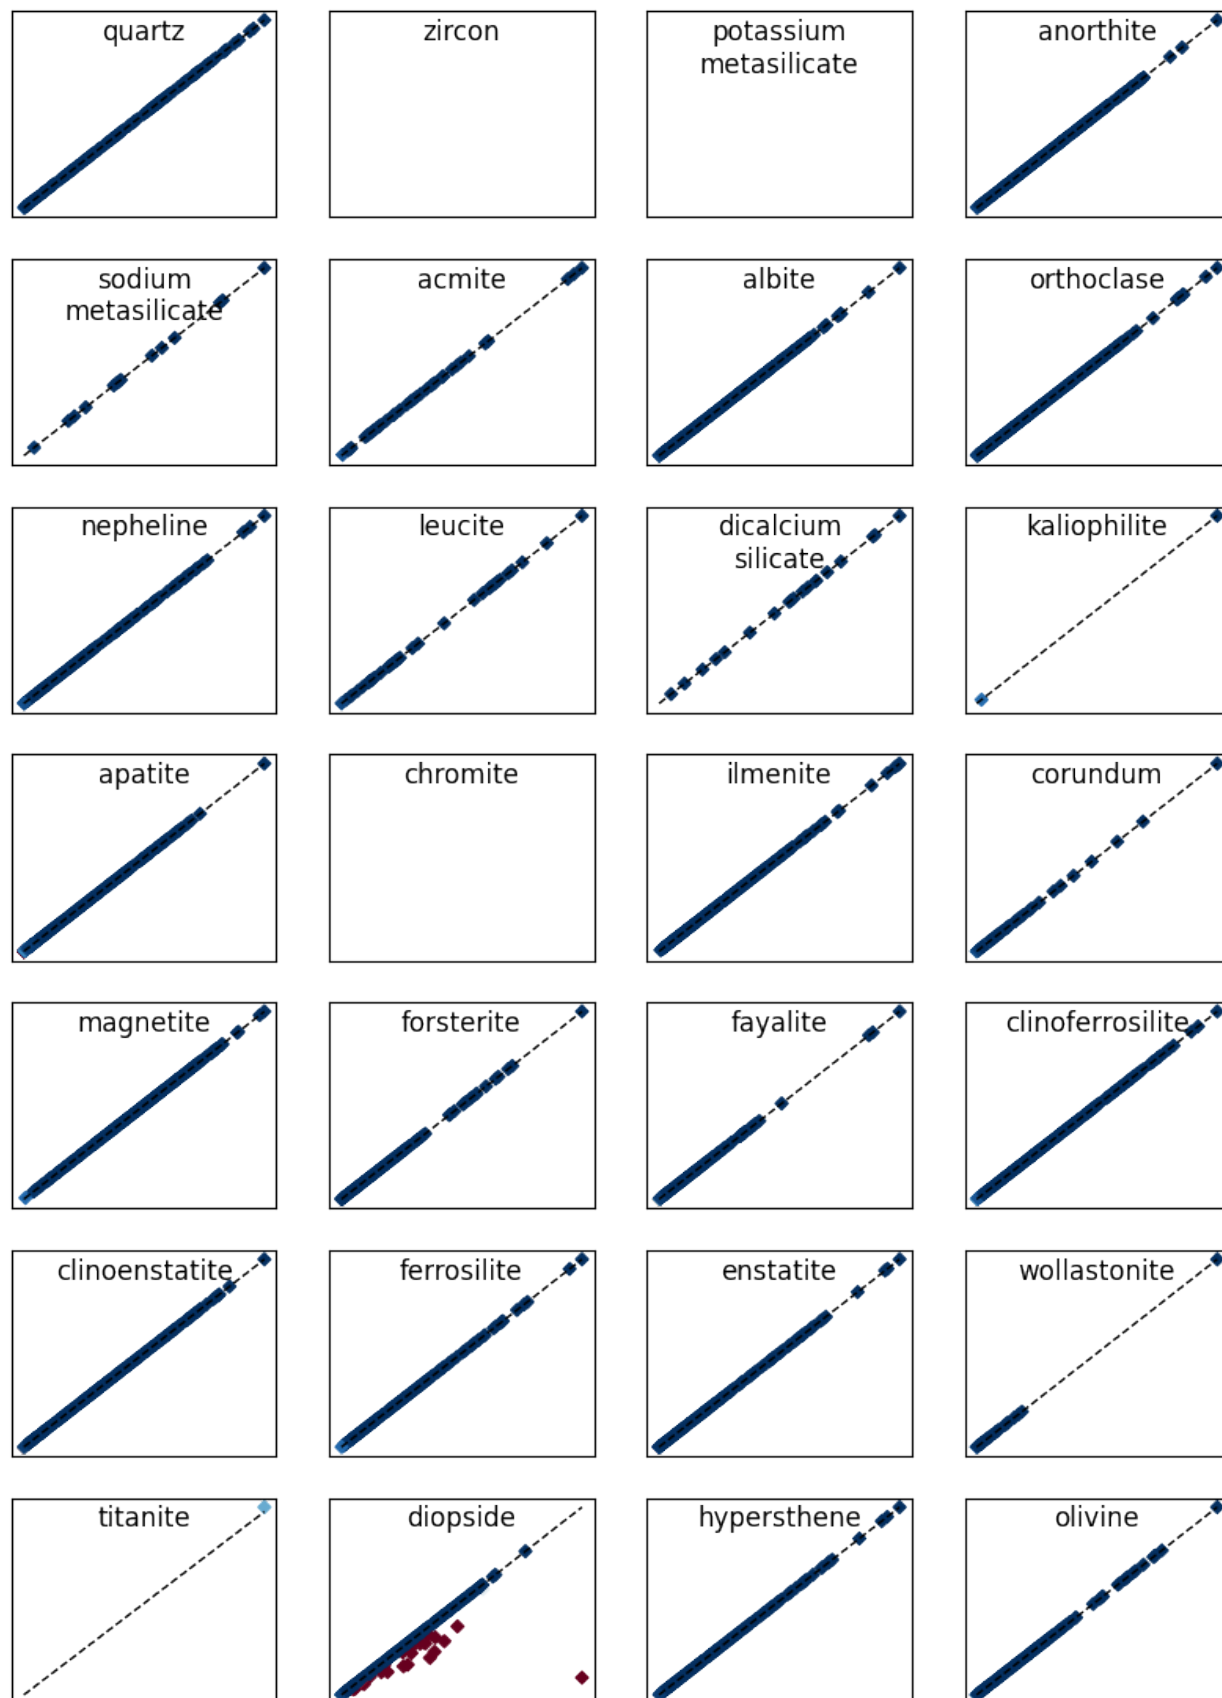 quartz
zircon
potassium
metasilicate
anorthite
sodium
metasilicate
acmite
albite
orthoclase
nepheline
leucite
dicalcium
silicate
kaliophilite
apatite
chromite
ilmenite
corundum
magnetite
forsterite
fayalite
clinoferrosilite
clinoenstatite
ferrosilite
enstatite
wollastonite
titanite
diopside
hypersthene
olivine